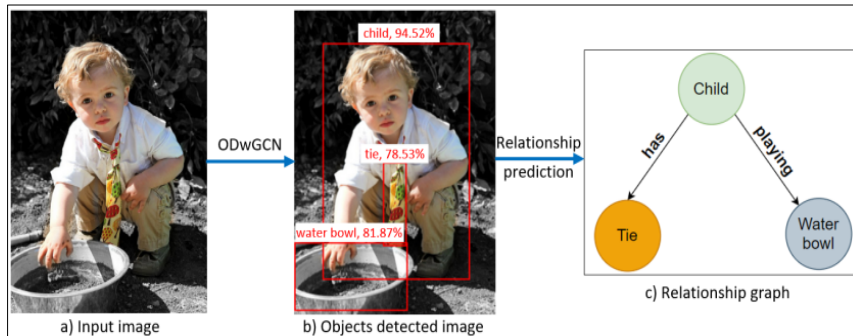 child, 94.52%
ODwGCN
tie, 78.53%
water bowl, 81.87%
Relationship
prediction
Child
has
playing
Tie
Water
bowl
a) Input image
b) Objects detected image
c) Relationship graph